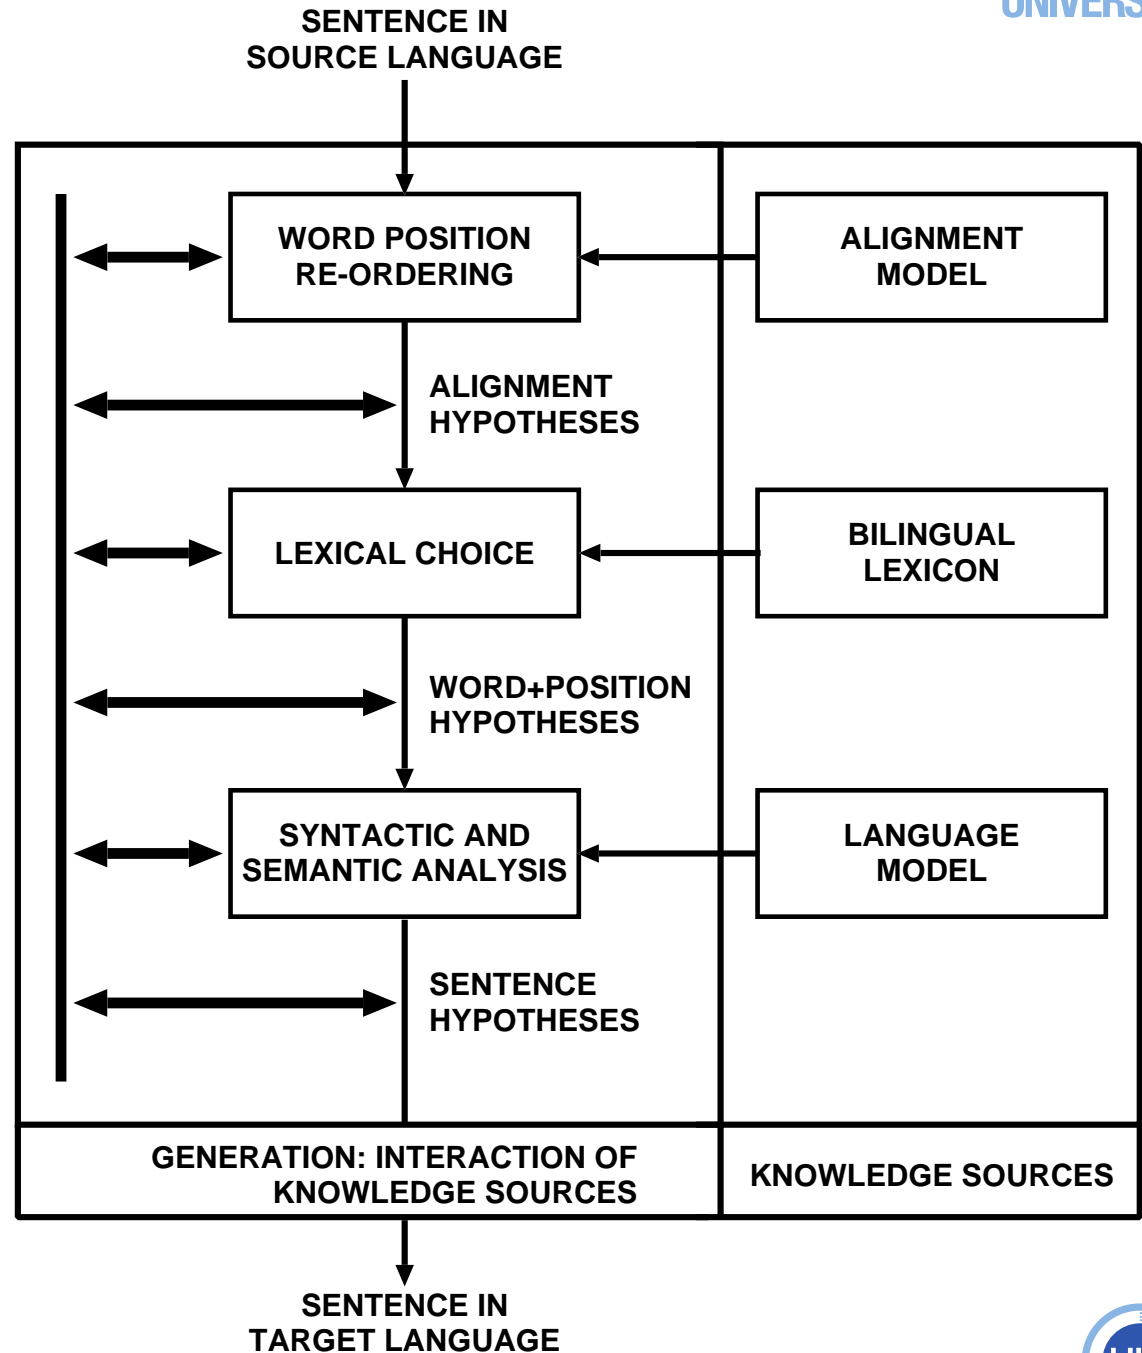 UNIVERS
SENTENCE IN
SOURCE LANGUAGE
WORD POSITION
RE-ORDERING
ALIGNMENT
MODEL
ALIGNMENT
HYPOTHESES
LEXICAL CHOICE
BILINGUAL
LEXICON
WORD+POSITION
HYPOTHESES
SYNTACTIC AND
SEMANTIC ANALYSIS
LANGUAGE
MODEL
SENTENCE
HYPOTHESES
GENERATION: INTERACTION OF
KNOWLEDGE SOURCES
KNOWLEDGE SOURCES
SENTENCE IN
TARGET LANGUAGE